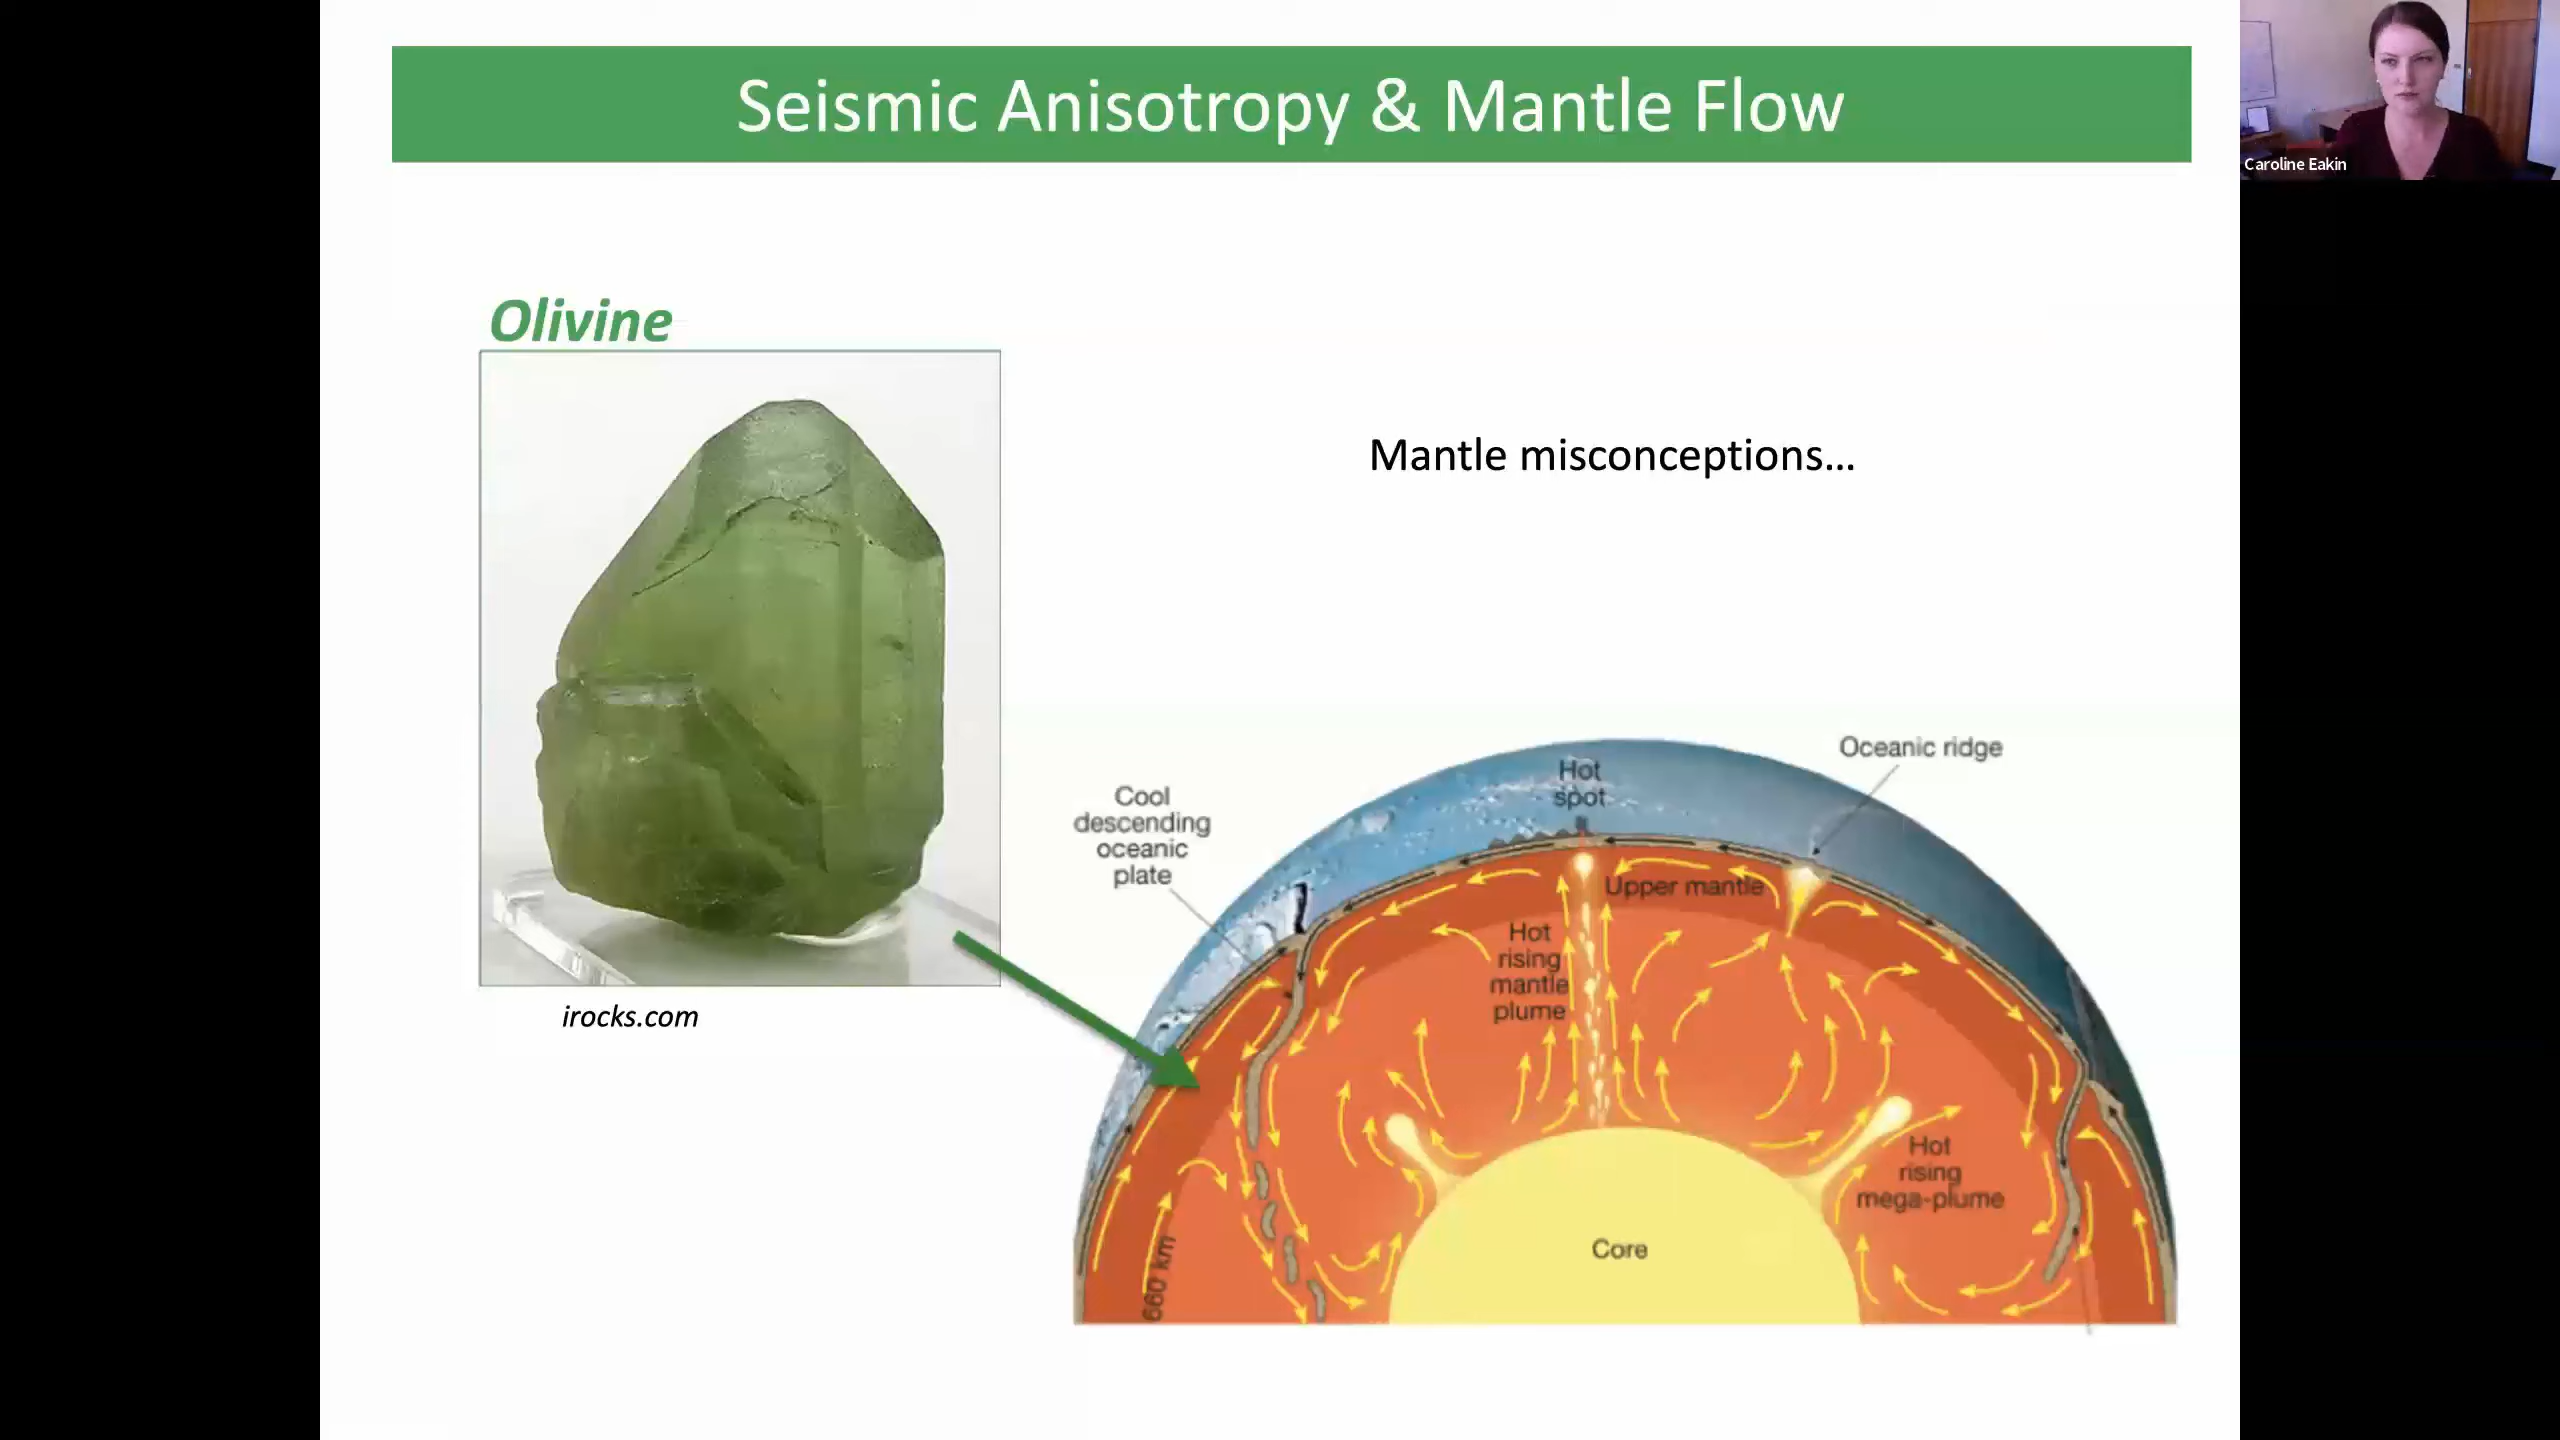 Seismic Anisotropy & Mantle Flow
Caroline Eakin
Olivine
Mantle misconceptions...
irocks.com
Oceanic ridge
Hot
spot
Cool
descending
oceanic
plate
Upper mantle
Hot
rising
mantle
plume
Hot
rising
mega-plume
Core
660 km